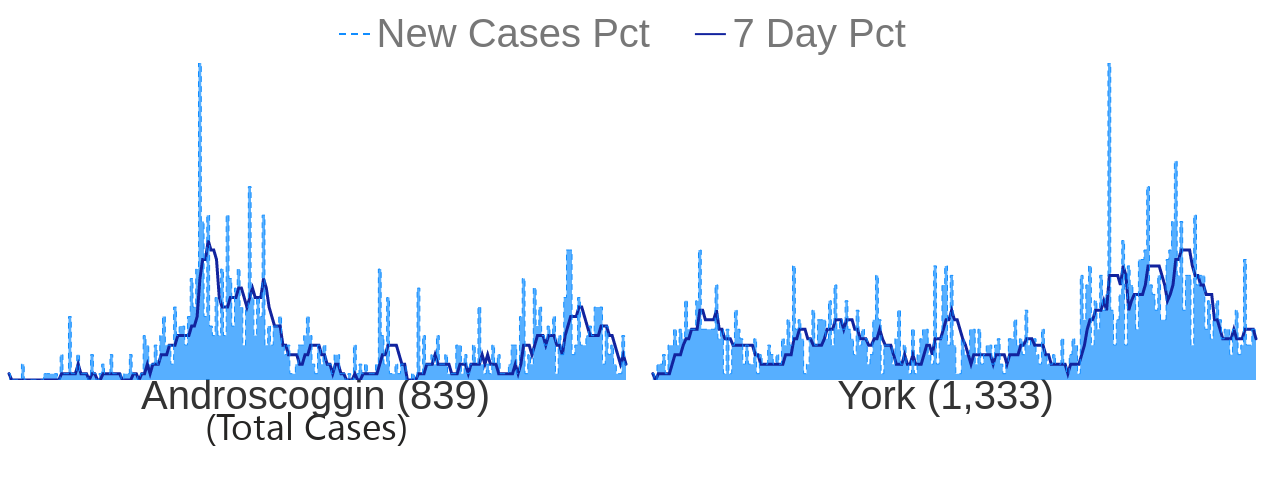 New Cases Pct 7 Day Pct
Androscoggin (839)
(Total Cases)
York (1,333)